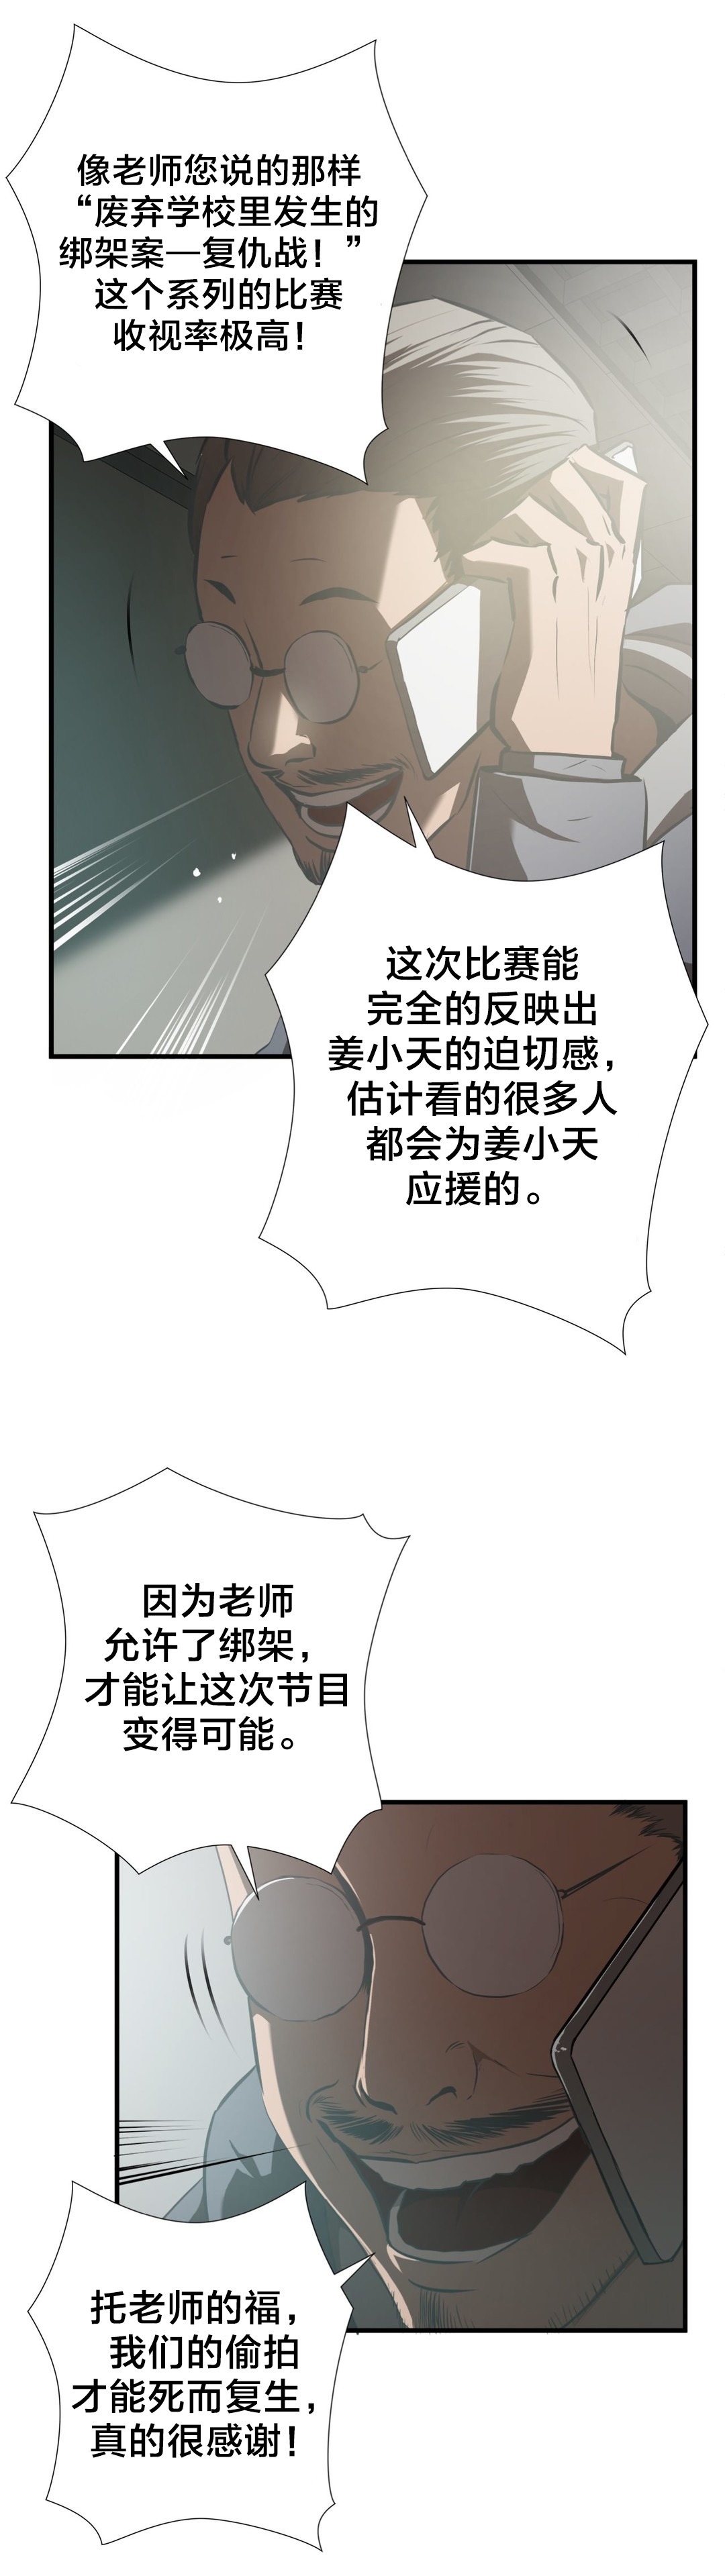 像老师您说的那样
“废弃学校里发生的
绑架案—复仇战！”
这个系列的比赛
收视率极高！
这次比赛能
完全的反映出
姜小天的迫切感，
估计看的很多人
都会为姜小天
应援的。
因为老师
允许了绑架，
才能让这次节目
变得可能。
托老师的福，
我们的偷拍
才能死而复生，
真的很感谢！